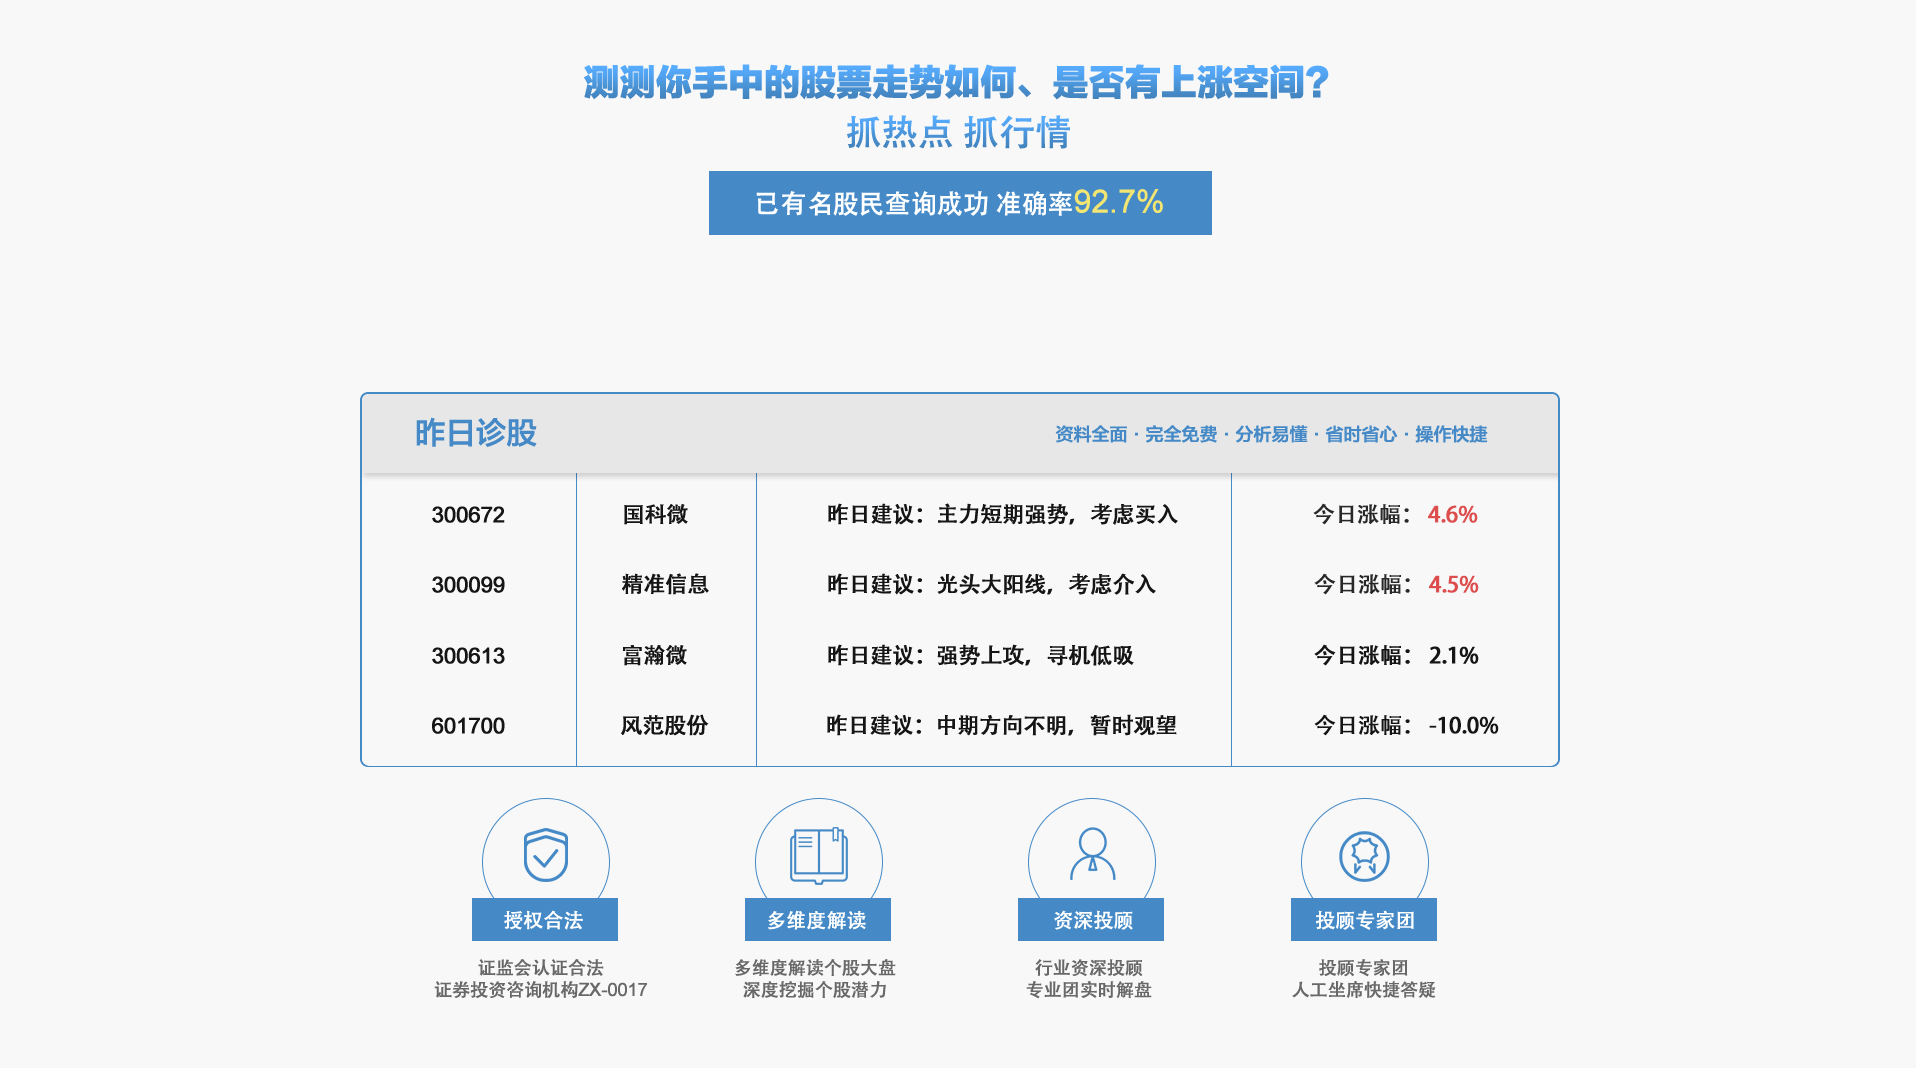 测测你手中的股票走势如何、是否有上涨空间?
抓热点 抓行情
已有名股民查询成功 准确率92.7%
昨日诊股
资料全面 · 完全免费 · 分析易懂 · 省时省心 · 操作快捷
300672 国科微 昨日建议：主力短期强势，考虑买入 今日涨幅： 4.6%
300099 精准信息 昨日建议：光头大阳线，考虑介入 今日涨幅： 4.5%
300613 富瀚微 昨日建议：强势上攻，寻机低吸 今日涨幅： 2.1%
601700 风范股份 昨日建议：中期方向不明，暂时观望 今日涨幅： -10.0%
授权合法
证监会认证合法
证券投资咨询机构ZX-0017
多维度解读
多维度解读个股大盘
深度挖掘个股潜力
资深投顾
行业资深投顾
专业团实时解盘
投顾专家团
投顾专家团
人工坐席快捷答疑